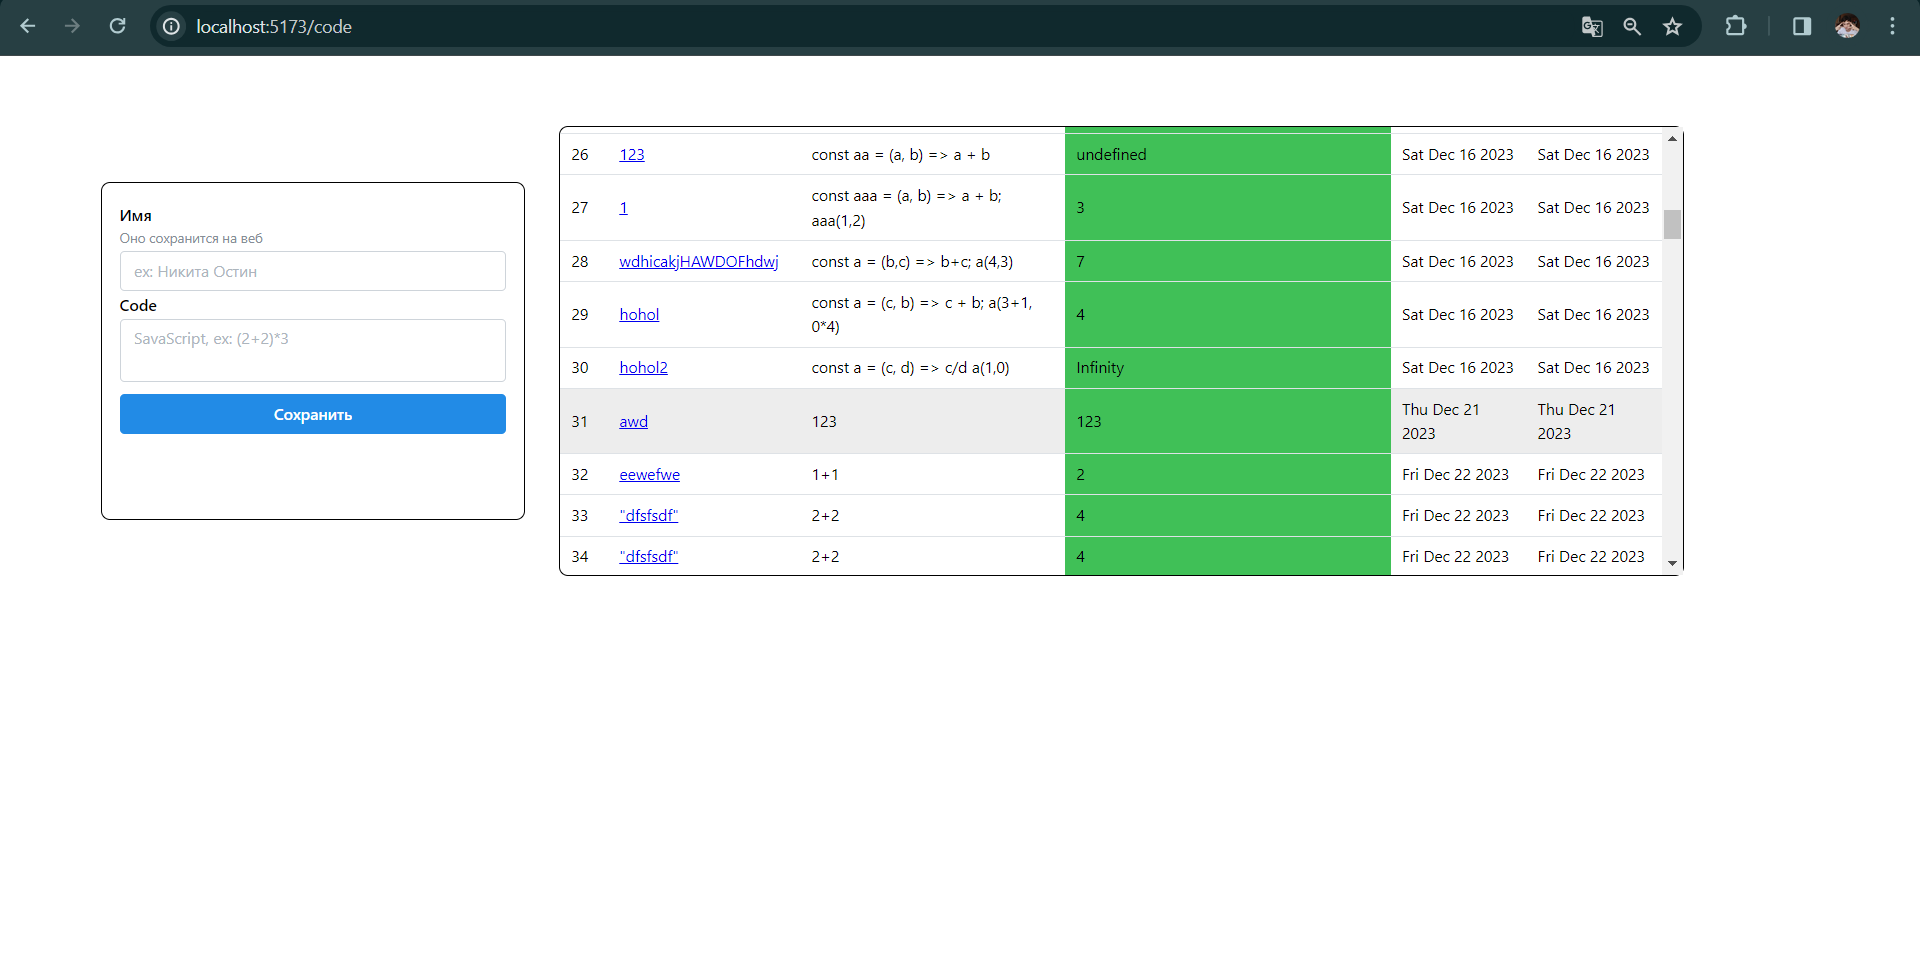 localhost:5173/code
Имя
Оно сохранится на веб
ex: Никита Остин
Code
SavaScript, ex: (2+2)*3
Сохранить
26 123 const aa = (a, b) => a + b undefined Sat Dec 16 2023 Sat Dec 16 2023
27 1 const aaa = (a, b) => a + b; 3 Sat Dec 16 2023 Sat Dec 16 2023
aaa(1,2)
28 wdhicakjHAWDOFhdwj const a = (b,c) => b+c; a(4,3) 7 Sat Dec 16 2023 Sat Dec 16 2023
29 hohol const a = (c, b) => c + b; a(3+1, 4 Sat Dec 16 2023 Sat Dec 16 2023
0*4)
30 hohol2 const a = (c, d) => c/d a(1,0) Infinity Sat Dec 16 2023 Sat Dec 16 2023
31 awd 123 123 Thu Dec 21 Thu Dec 21
2023 2023
32 eewefwe 1+1 2 Fri Dec 22 2023 Fri Dec 22 2023
33 "dfsfsdf" 2+2 4 Fri Dec 22 2023 Fri Dec 22 2023
34 "dfsfsdf" 2+2 4 Fri Dec 22 2023 Fri Dec 22 2023